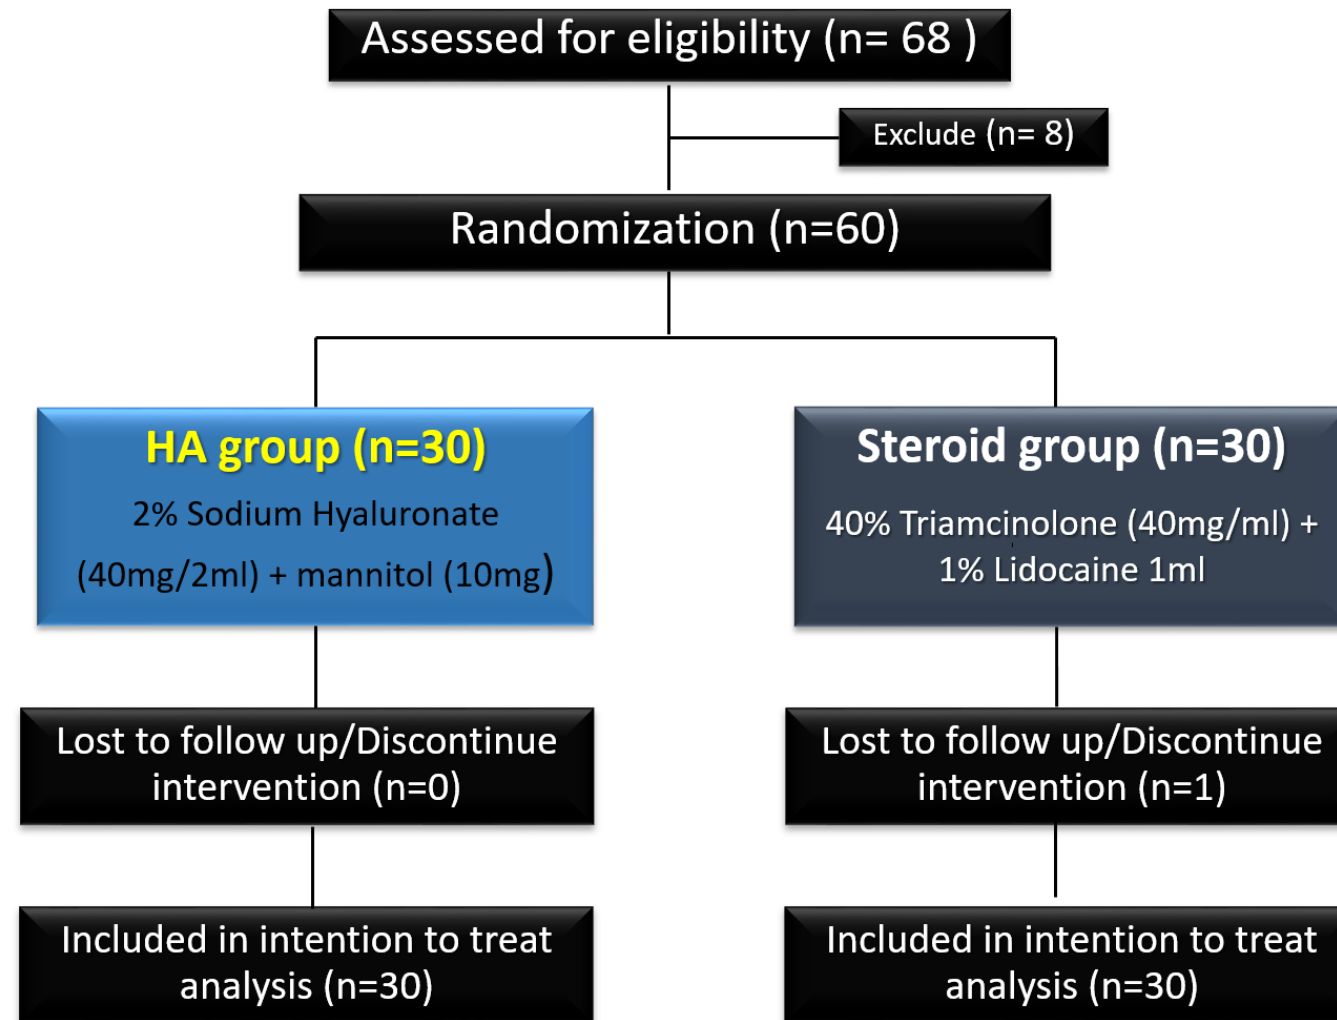 Assessed for eligibility (n= 68 )
Exclude (n= 8)
Randomization (n=60)
HA group (n=30)
2% Sodium Hyaluronate
(40mg/2ml) + mannitol (10mg)
Steroid group (n=30)
40% Triamcinolone (40mg/ml) +
1% Lidocaine 1ml
Lost to follow up/Discontinue
intervention (n=0)
Lost to follow up/Discontinue
intervention (n=1)
Included in intention to treat
analysis (n=30)
Included in intention to treat
analysis (n=30)